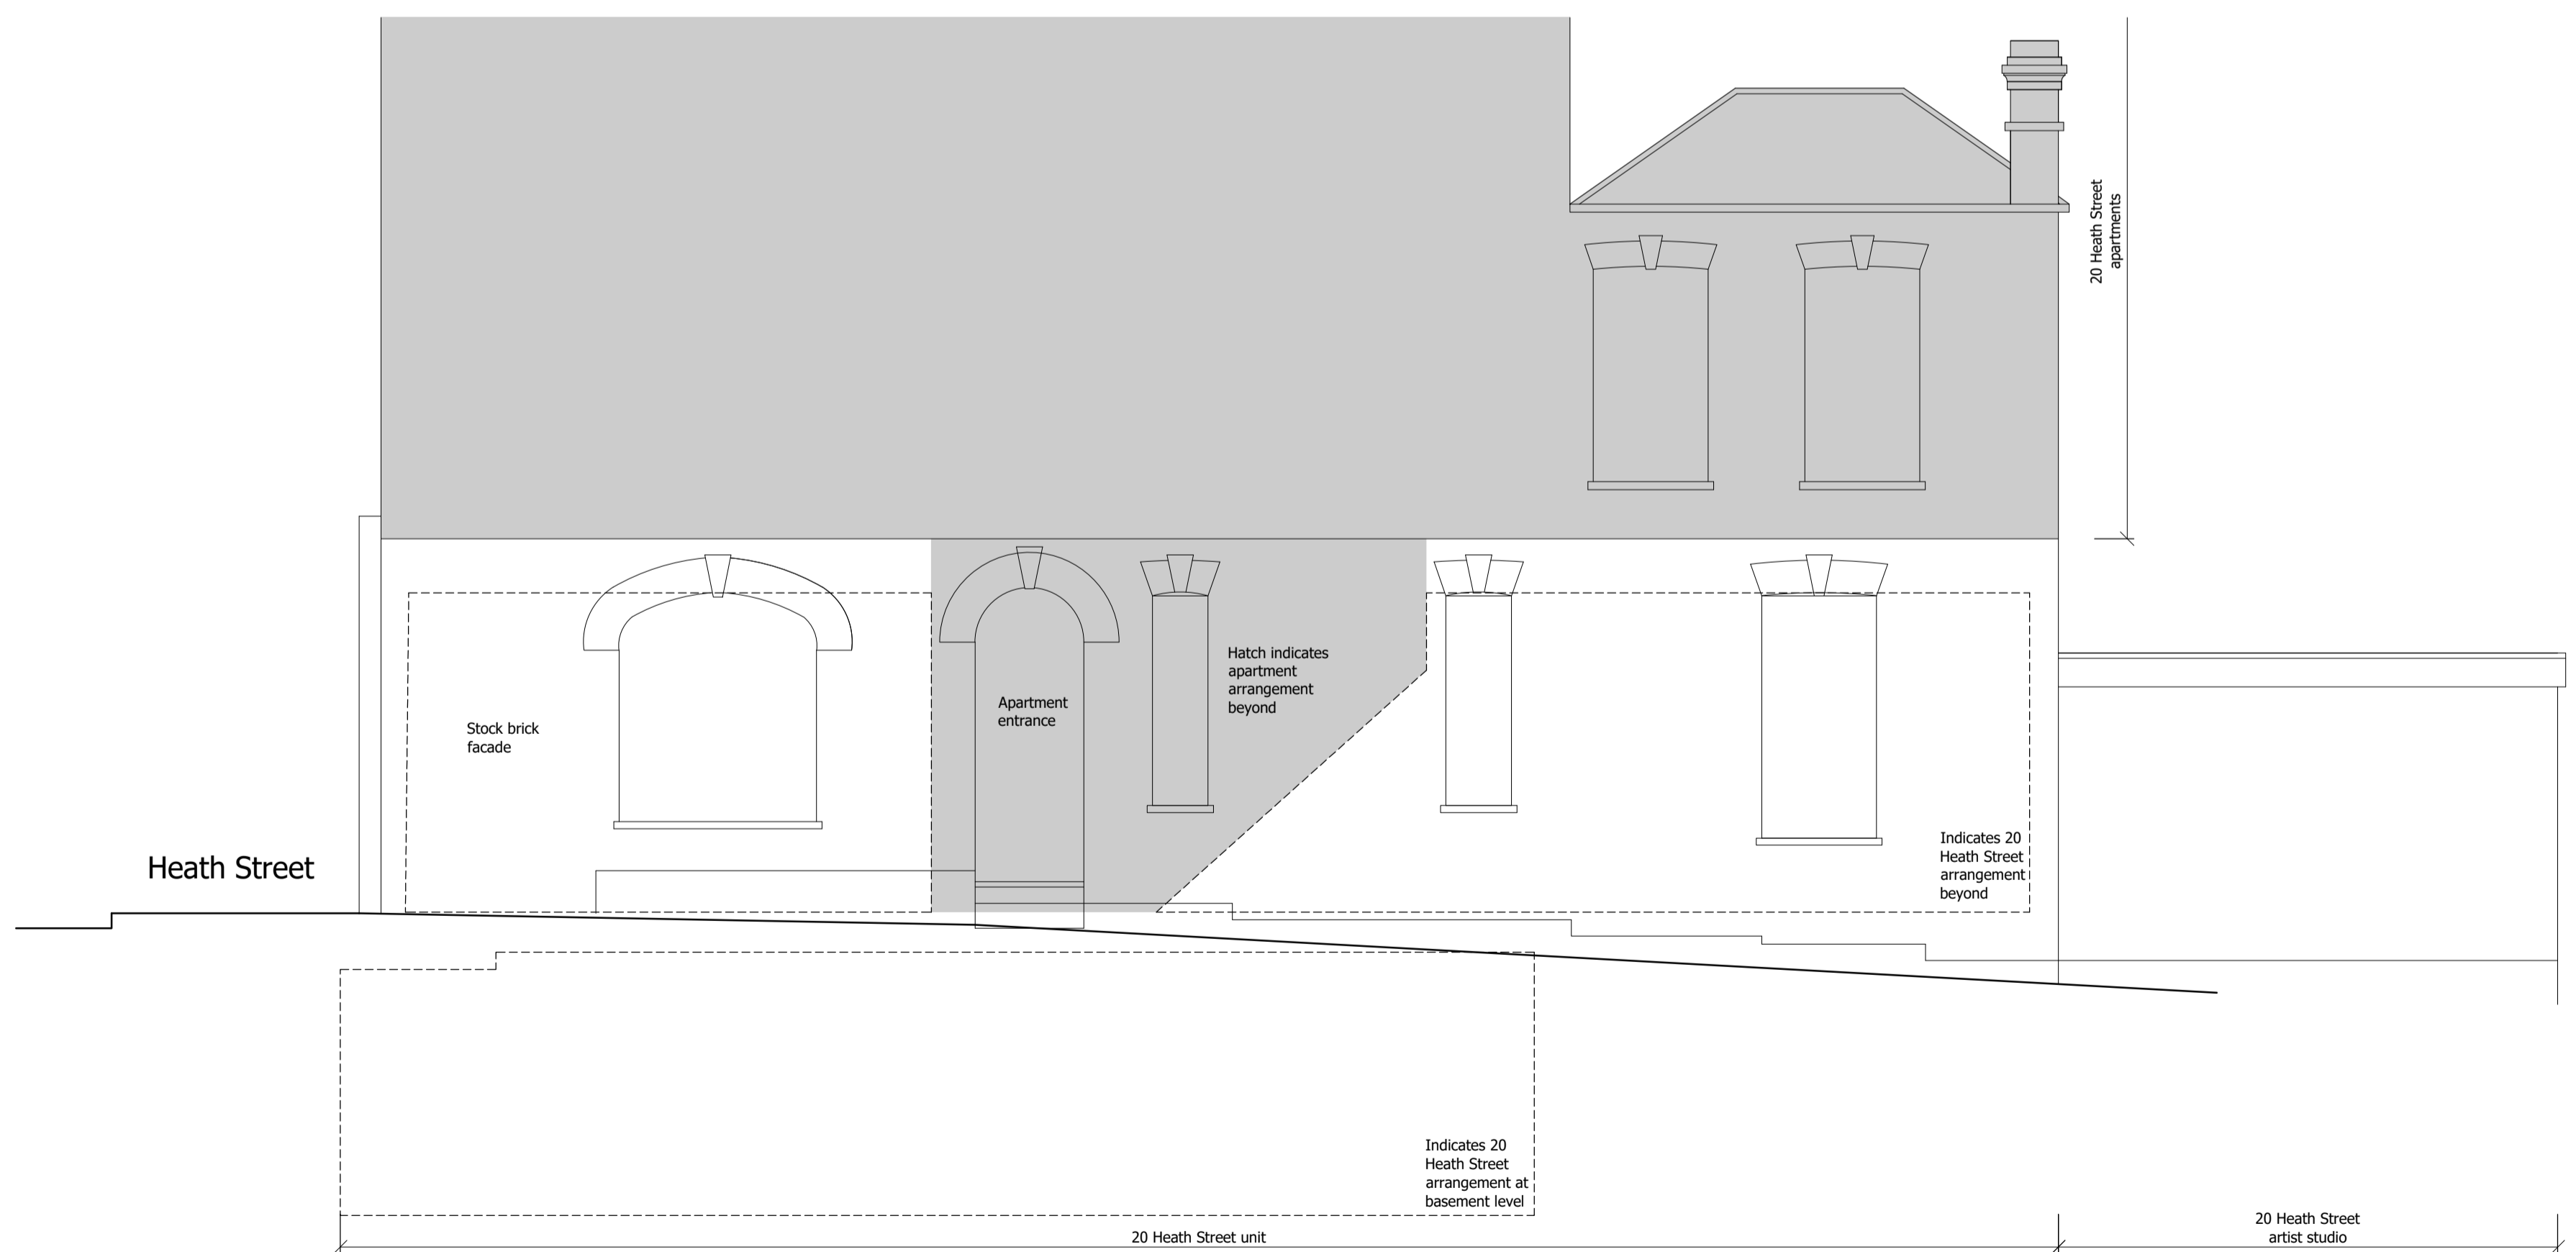 20 Heath Street
apartments
Hatch indicates
apartment
arrangement
beyond
Apartment
entrance
Stock brick
facade
Heath Street
Indicates 20
Heath Street
arrangement
beyond
Indicates 20
Heath Street
arrangement at
basement level
20 Heath Street unit
20 Heath Street
artist studio